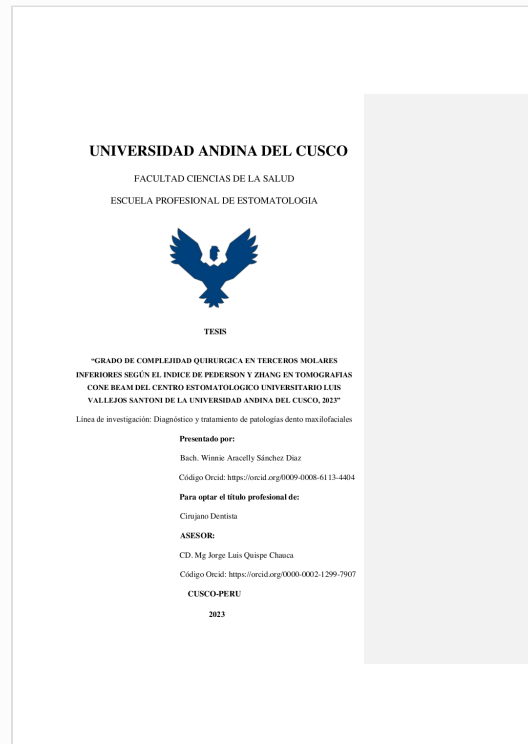 UNIVERSIDAD ANDINA DEL CUSCO
FACULTAD CIENCIAS DE LA SALUD
ESCUELA PROFESIONAL DE ESTOMATOLOGIA
TESIS
“GRADO DE COMPLEJIDAD QUIRURGICA EN TERCEROS MOLARES
INFERIORES SEGÚN EL INDICE DE PEDERSON Y ZHANG EN TOMOGRAFIAS
CONE BEAM DEL CENTRO ESTOMATOLOGICO UNIVERSITARIO LUIS
VALLEJOS SANTONI DE LA UNIVERSIDAD ANDINA DEL CUSCO, 2023”
Línea de investigación: Diagnóstico y tratamiento de patologías dento maxilofaciales
Presentado por:
Bach. Winnie Aracelly Sánchez Diaz
Código Orcid: https://orcid.org/0009-0008-6113-4404
Para optar el título profesional de:
Cirujano Dentista
ASESOR:
CD. Mg Jorge Luis Quispe Chauca
Código Orcid: https://orcid.org/0000-0002-1299-7907
CUSCO-PERU
2023